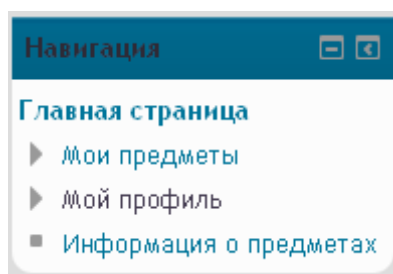 Навигация
Главная страница
Мои предметы
Мой профиль
Информация о предметах